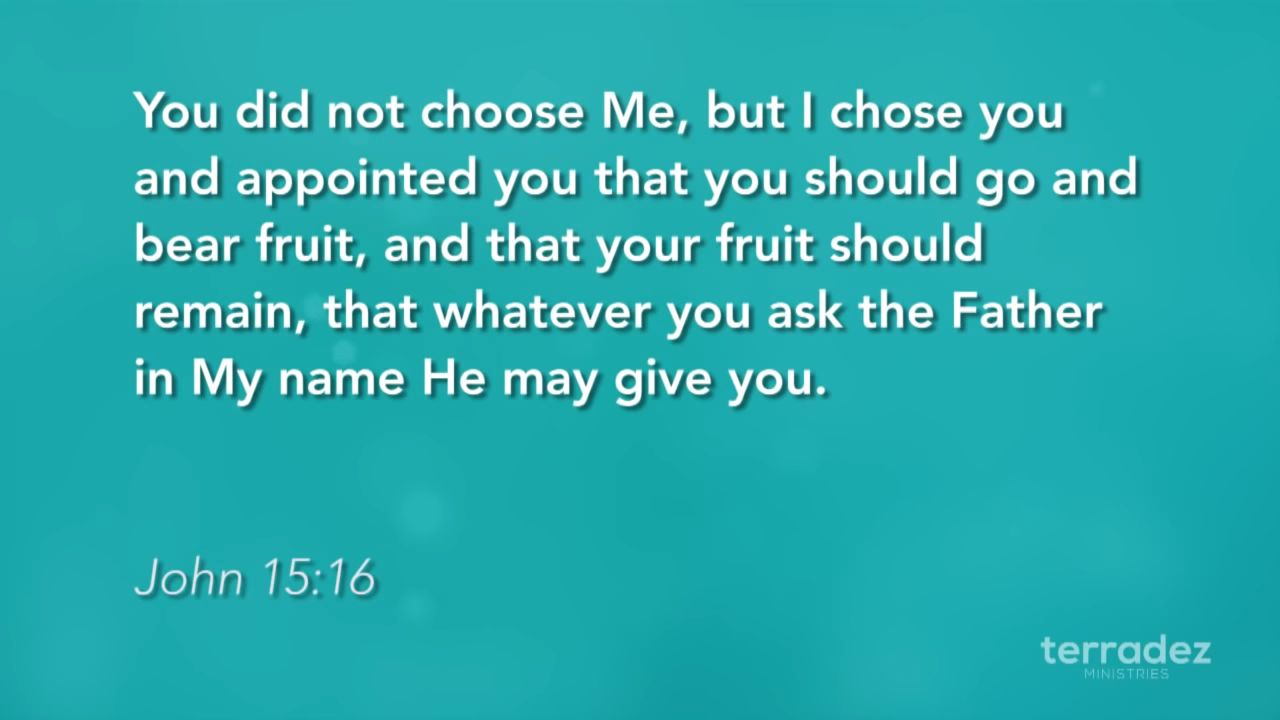 You did not choose Me, but I chose you
and appointed you that you should go and
bear fruit, and that your fruit should
remain, that whatever you ask the Father
in My name He may give you.
John 15:16
terradez
MINISTRIES